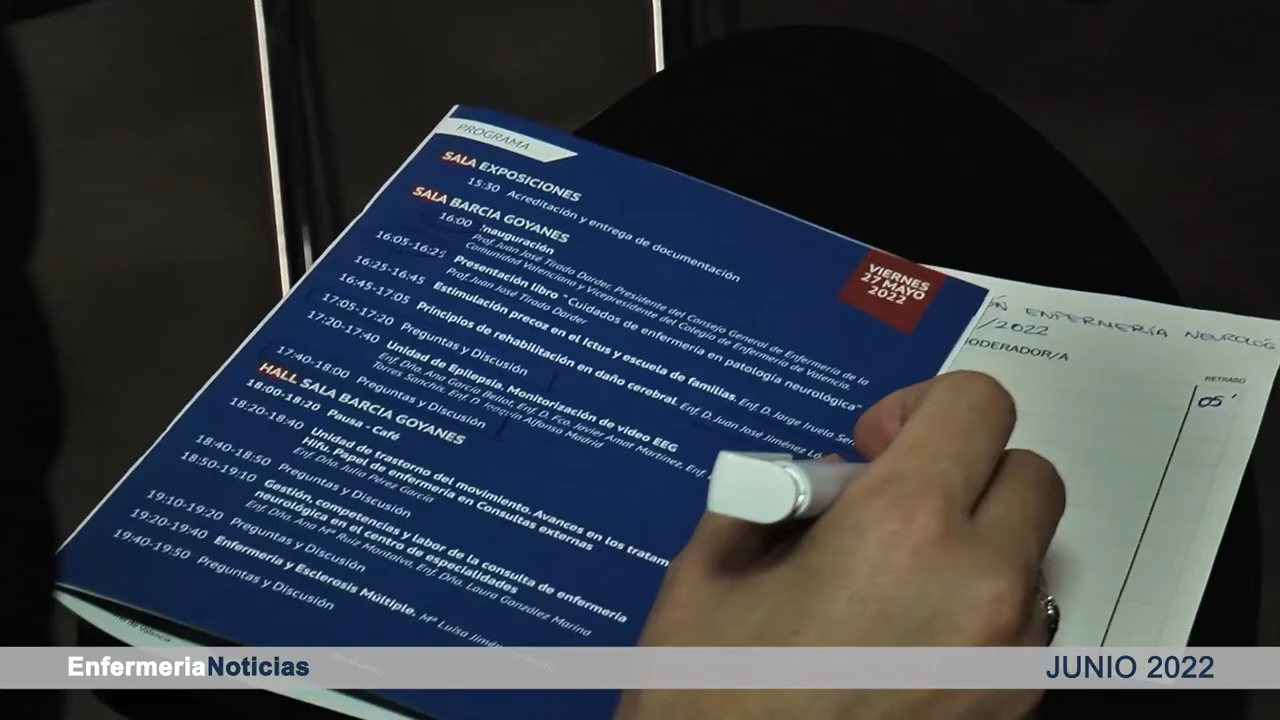 PROGRAMA
SALA EXPOSICIONES
15:30 Acreditación y entrega de documentación
SALA BARCIA GOYANES
16:00 Inauguración
Prof. Juan José Tirado Darder, Presidente del Consejo General de Enfermería de la
Comunidad Valenciana y Vicepresidente del Colegio de Enfermería de Valencia.
16:05-16:25 Presentación libro "Cuidados de enfermería en patología neurológica"
Prof. Juan José Tirado Darder
16:25-16:45 Estimulación precoz en el Ictus y escuela de familias. Enf. D. Jorge Iruela Ser
16:45-17:05 Principios de rehabilitación en daño cerebral. Enf. D. Juan José Jiménez Ló
17:05-17:20 Preguntas y Discusión
17:20-17:40 Unidad de Epilepsia. Monitorización de video EEG
Enf. Dña. Ana García Bellot, Enf. D. Fco. Javier Amat Martínez, Enf.
Torres Sanchis, Enf. D. Joaquín Alfonso Madrid
17:40-18:00 Preguntas y Discusión
HALL SALA BARCIA GOYANES
18:00-18:20 Pausa - Café
18:20-18:40 Unidad de trastorno del movimiento. Avances en los tratam
Hifu. Papel de enfermería en Consultas externas
Enf. Dña. Julia Pérez García
18:40-18:50 Preguntas y Discusión
18:50-19:10 Gestión, competencias y labor de la consulta de enfermería
neurológica en el centro de especialidades
Enf. Dña. Ana Mª Ruiz Montalvo, Enf. Dña. Laura González Marina
19:10-19:20 Preguntas y Discusión
19:20-19:40 Enfermería y Esclerosis Múltiple. Mª Luisa Jimén
19:40-19:50 Preguntas y Discusión
VIERNES
27 MAYO
2022
ÓN ENFERMERÍA NEUROLÓG
/2022
ODERADOR/A
RETRASO
05'
EnfermeriaNoticias
JUNIO 2022